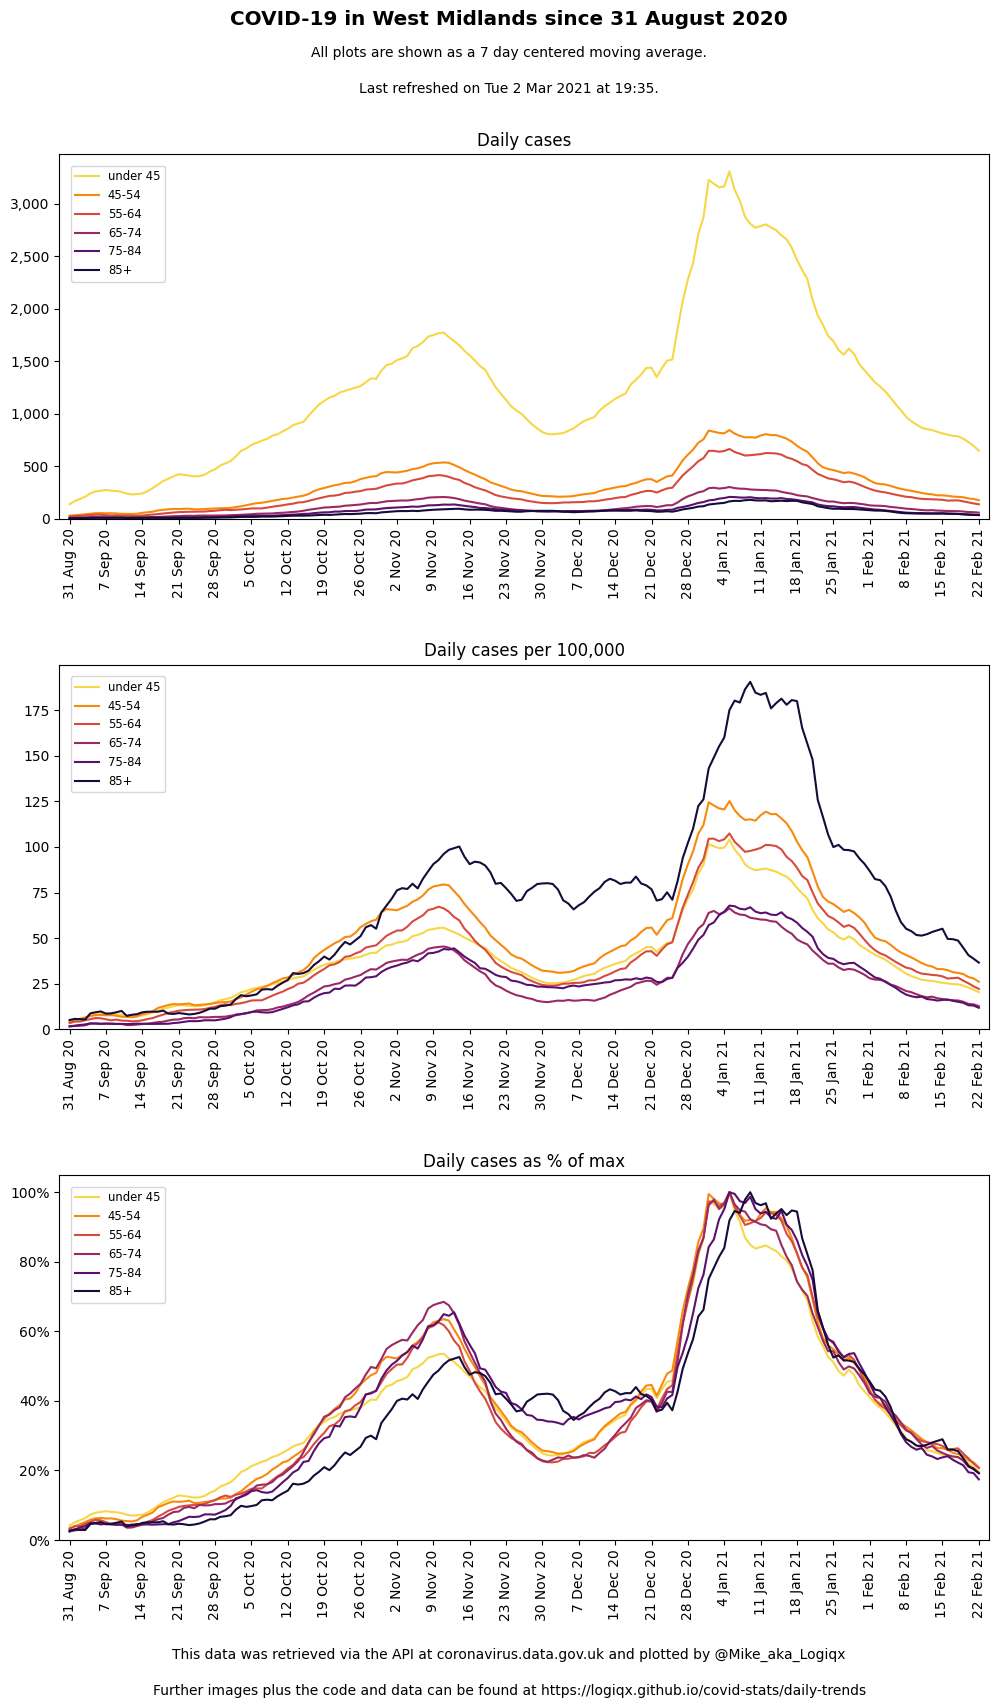 COVID-19 in West Midlands since 31 August 2020
All plots are shown as a 7 day centered moving average.
Last refreshed on Tue 2 Mar 2021 at 19:35.
Daily cases
under 45
45-54
55-64
65-74
75-84
85+
3,000
2,500
2,000
1,500
1,000
500
0
31 Aug 20
7 Sep 20
14 Sep 20
21 Sep 20
28 Sep 20
5 Oct 20
12 Oct 20
19 Oct 20
26 Oct 20
2 Nov 20
9 Nov 20
16 Nov 20
23 Nov 20
30 Nov 20
7 Dec 20
14 Dec 20
21 Dec 20
28 Dec 20
4 Jan 21
11 Jan 21
18 Jan 21
25 Jan 21
1 Feb 21
8 Feb 21
15 Feb 21
22 Feb 21
Daily cases per 100,000
under 45
45-54
55-64
65-74
75-84
85+
175
150
125
100
75
50
25
0
31 Aug 20
7 Sep 20
14 Sep 20
21 Sep 20
28 Sep 20
5 Oct 20
12 Oct 20
19 Oct 20
26 Oct 20
2 Nov 20
9 Nov 20
16 Nov 20
23 Nov 20
30 Nov 20
7 Dec 20
14 Dec 20
21 Dec 20
28 Dec 20
4 Jan 21
11 Jan 21
18 Jan 21
25 Jan 21
1 Feb 21
8 Feb 21
15 Feb 21
22 Feb 21
Daily cases as % of max
under 45
45-54
55-64
65-74
75-84
85+
100%
80%
60%
40%
20%
0%
31 Aug 20
7 Sep 20
14 Sep 20
21 Sep 20
28 Sep 20
5 Oct 20
12 Oct 20
19 Oct 20
26 Oct 20
2 Nov 20
9 Nov 20
16 Nov 20
23 Nov 20
30 Nov 20
7 Dec 20
14 Dec 20
21 Dec 20
28 Dec 20
4 Jan 21
11 Jan 21
18 Jan 21
25 Jan 21
1 Feb 21
8 Feb 21
15 Feb 21
22 Feb 21
This data was retrieved via the API at coronavirus.data.gov.uk and plotted by @Mike_aka_Logiqx
Further images plus the code and data can be found at https://logiqx.github.io/covid-stats/daily-trends